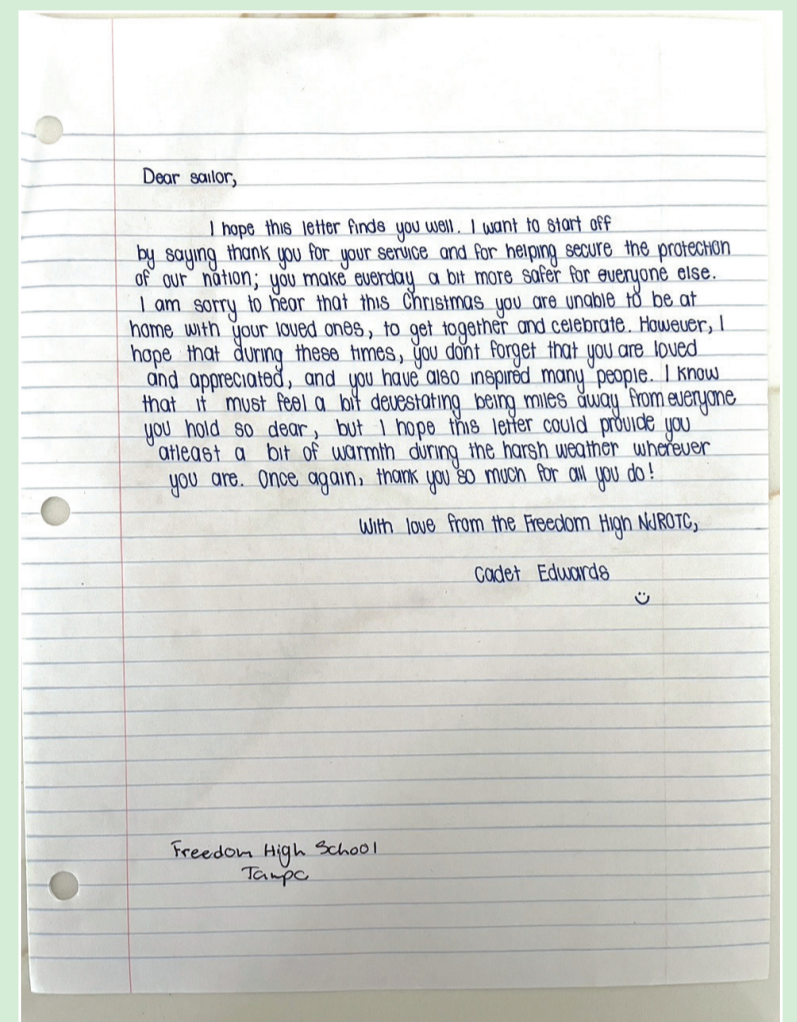 Dear sailor,
I hope this letter finds you well. I want to start off
by saying thank you for your service and for helping secure the protection
of our nation; you make everday a bit more safer for everyone else.
I am sorry to hear that this Christmas you are unable to be at
home with your loved ones, to get together and celebrate. However, I
hope that during these times, you dont forget that you are loved
and appreciated, and you have also inspired many people. I know
that it must feel a bit devestating being miles away from everyone
you hold so dear, but I hope this letter could provide you
atleast a bit of warmth during the harsh weather wherever
you are. Once again, thank you so much for all you do!
With love from the Freedom High NJROTC,
Cadet Edwards
Freedom High School
Tampa